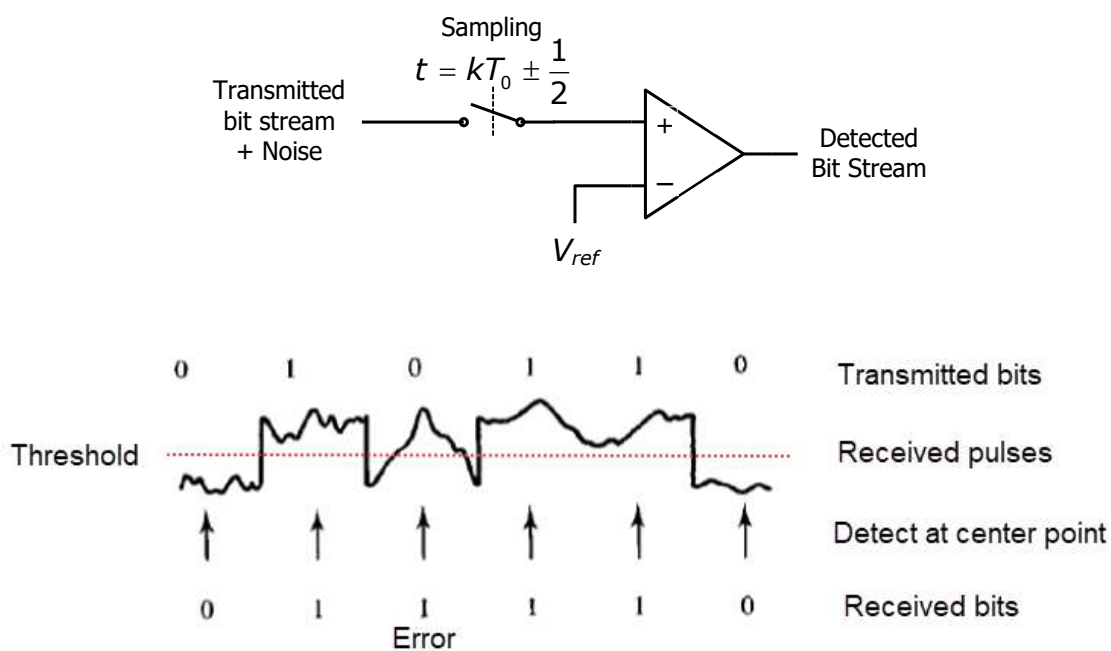 Sampling
t = kT₀ ± 1/2
Transmitted
bit stream
+ Noise
+
−
V_ref
Detected
Bit Stream
0 1 0 1 1 0 Transmitted bits
Threshold Received pulses
Detect at center point
0 1 1 1 1 0 Received bits
Error